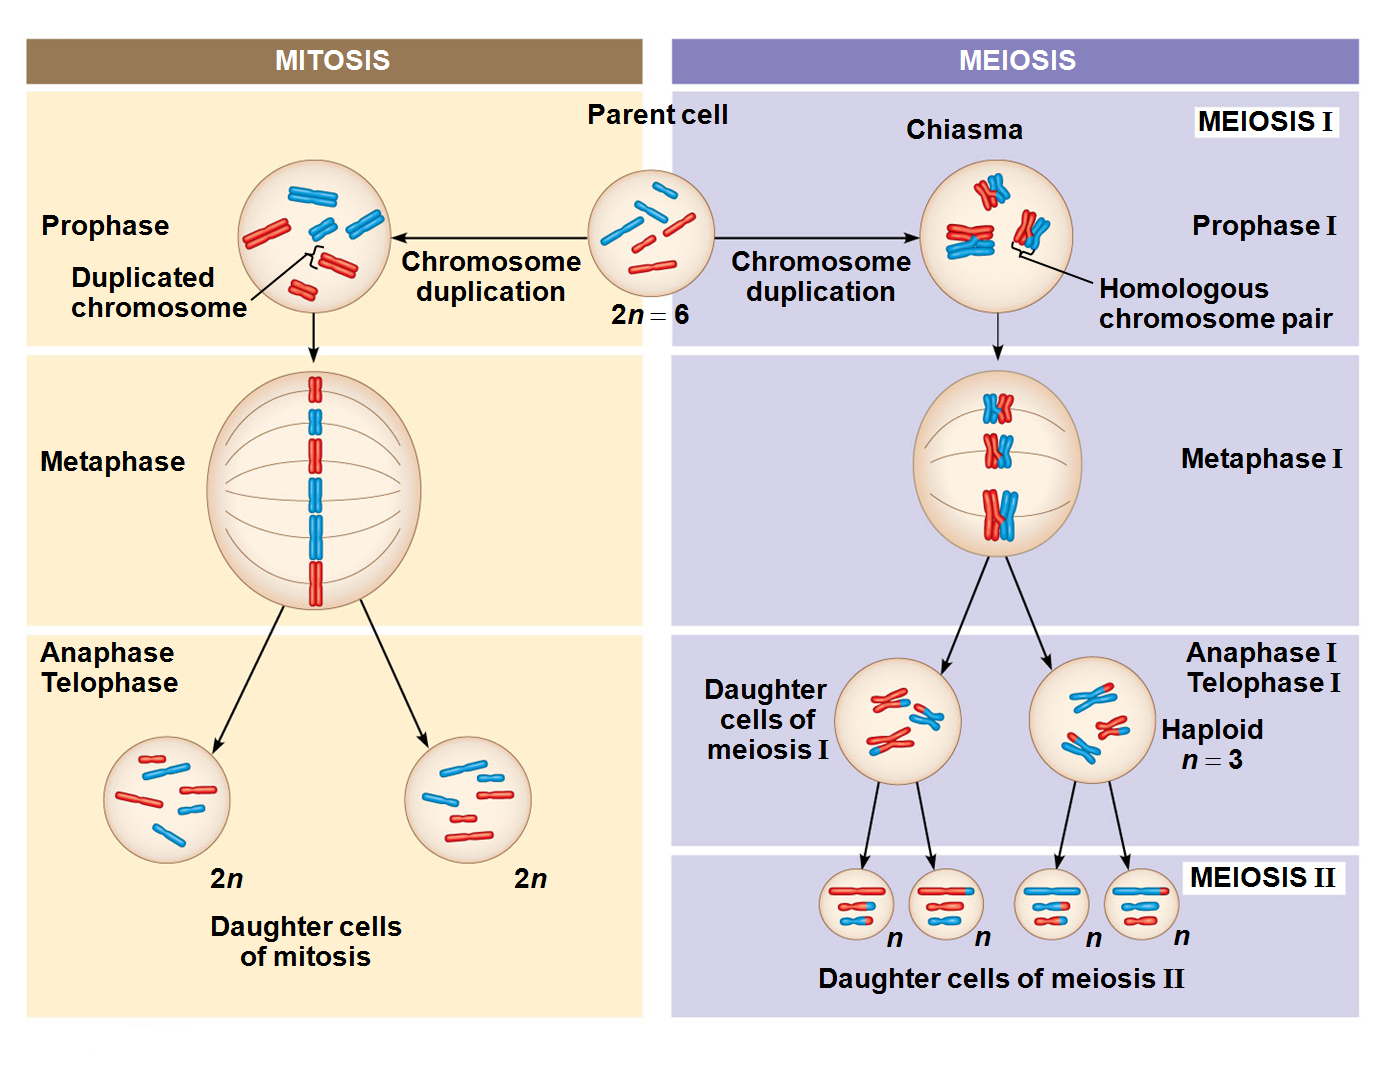 MITOSIS
MEIOSIS
Parent cell
Chiasma
MEIOSIS I
Prophase
Duplicated
chromosome
Chromosome
duplication
2n = 6
Chromosome
duplication
Prophase I
Homologous
chromosome pair
Metaphase
Metaphase I
Anaphase
Telophase
Daughter
cells of
meiosis I
Anaphase I
Telophase I
Haploid
n = 3
2n
2n
Daughter cells
of mitosis
MEIOSIS II
n
n
n
n
Daughter cells of meiosis II